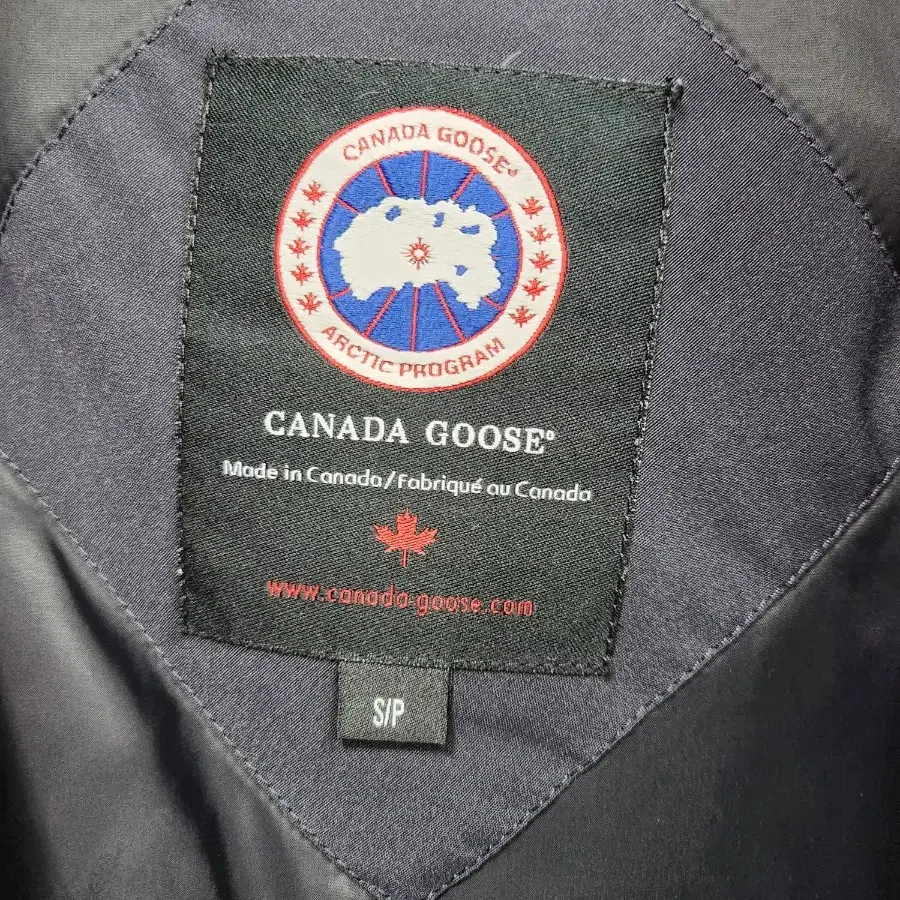 CANADA GOOSE®
ARCTIC PROGRAM
CANADA GOOSE®
Made in Canada/Fabriqué au Canada
www.canada-goose.com
S/P